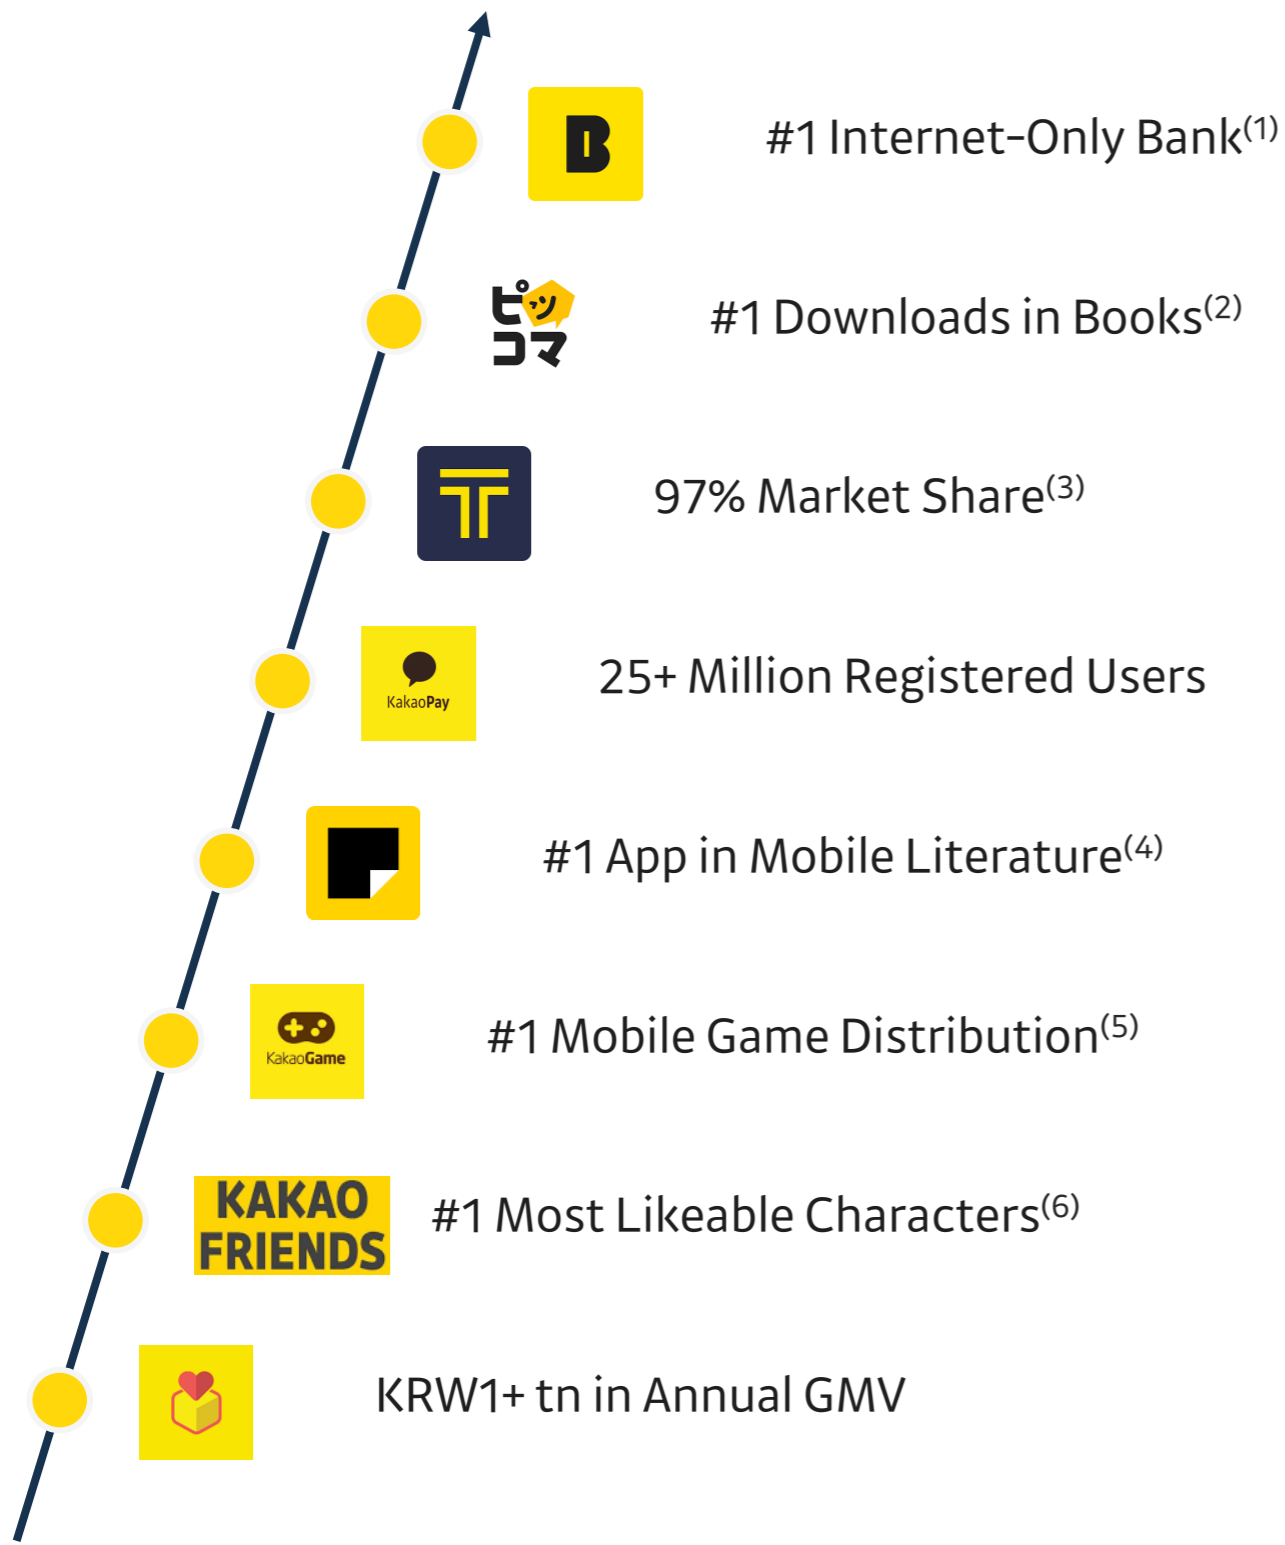 B
#1 Internet-Only Bank(1)
ピッ
コマ
#1 Downloads in Books(2)
T
97% Market Share(3)
KakaoPay
25+ Million Registered Users
#1 App in Mobile Literature(4)
KakaoGame
#1 Mobile Game Distribution(5)
KAKAO
FRIENDS
#1 Most Likeable Characters(6)
KRW1+ tn in Annual GMV